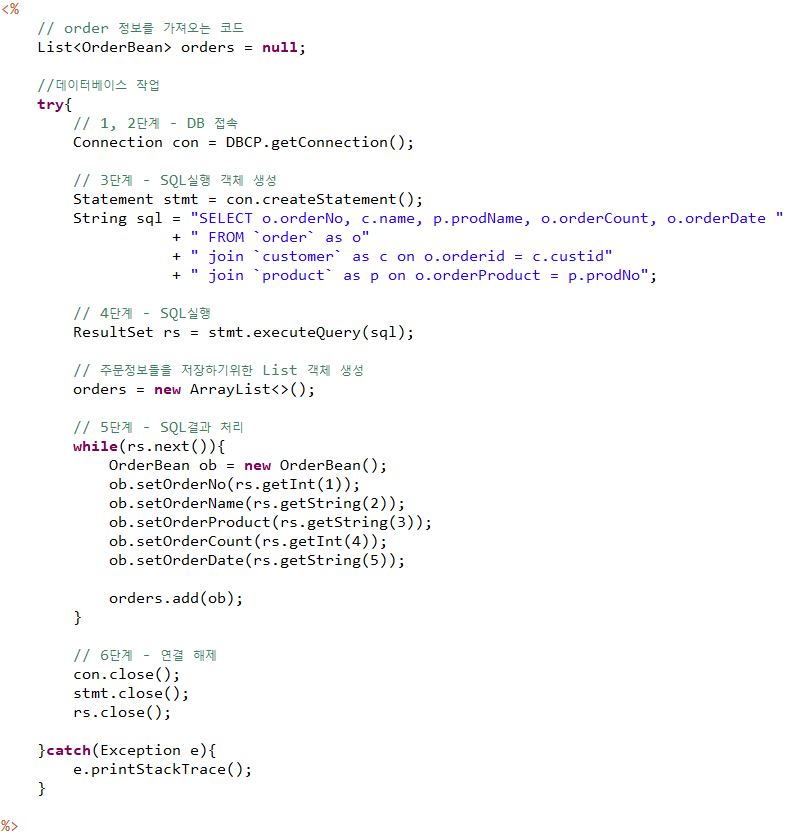 <%
// order 정보를 가져오는 코드
List<OrderBean> orders = null;
//데이터베이스 작업
try{
// 1, 2단계 - DB 접속
Connection con = DBCP.getConnection();
// 3단계 - SQL실행 객체 생성
Statement stmt = con.createStatement();
String sql = "SELECT o.orderNo, c.name, p.prodName, o.orderCount, o.orderDate "
+ " FROM `order` as o"
+ " join `customer` as c on o.orderid = c.custid"
+ " join `product` as p on o.orderProduct = p.prodNo";
// 4단계 - SQL실행
ResultSet rs = stmt.executeQuery(sql);
// 주문정보들을 저장하기위한 List 객체 생성
orders = new ArrayList<>();
// 5단계 - SQL결과 처리
while(rs.next()){
OrderBean ob = new OrderBean();
ob.setOrderNo(rs.getInt(1));
ob.setOrderName(rs.getString(2));
ob.setOrderProduct(rs.getString(3));
ob.setOrderCount(rs.getInt(4));
ob.setOrderDate(rs.getString(5));
orders.add(ob);
}
// 6단계 - 연결 해제
con.close();
stmt.close();
rs.close();
}catch(Exception e){
e.printStackTrace();
}
%>